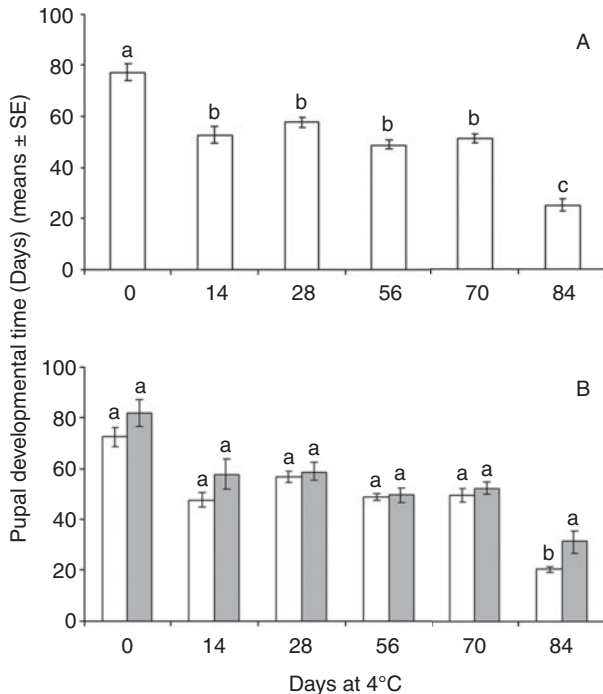 Pupal developmental time (Days) (means ± SE)
A
100
80
60
40
20
0
a
b
b
b
b
c
0 14 28 56 70 84
B
100
80
60
40
20
0
a a
a a
a a
a a
a a
b a
0 14 28 56 70 84
Days at 4°C